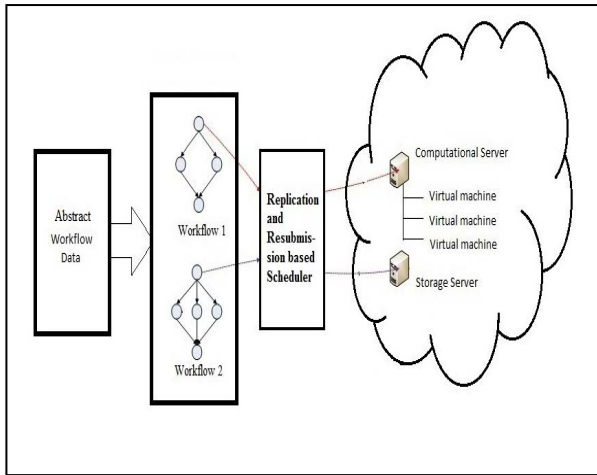 Abstract
Workflow
Data
Workflow 1
Workflow 2
Replication
and
Resubmis-
sion based
Scheduler
Computational Server
Virtual machine
Virtual machine
Virtual machine
Storage Server